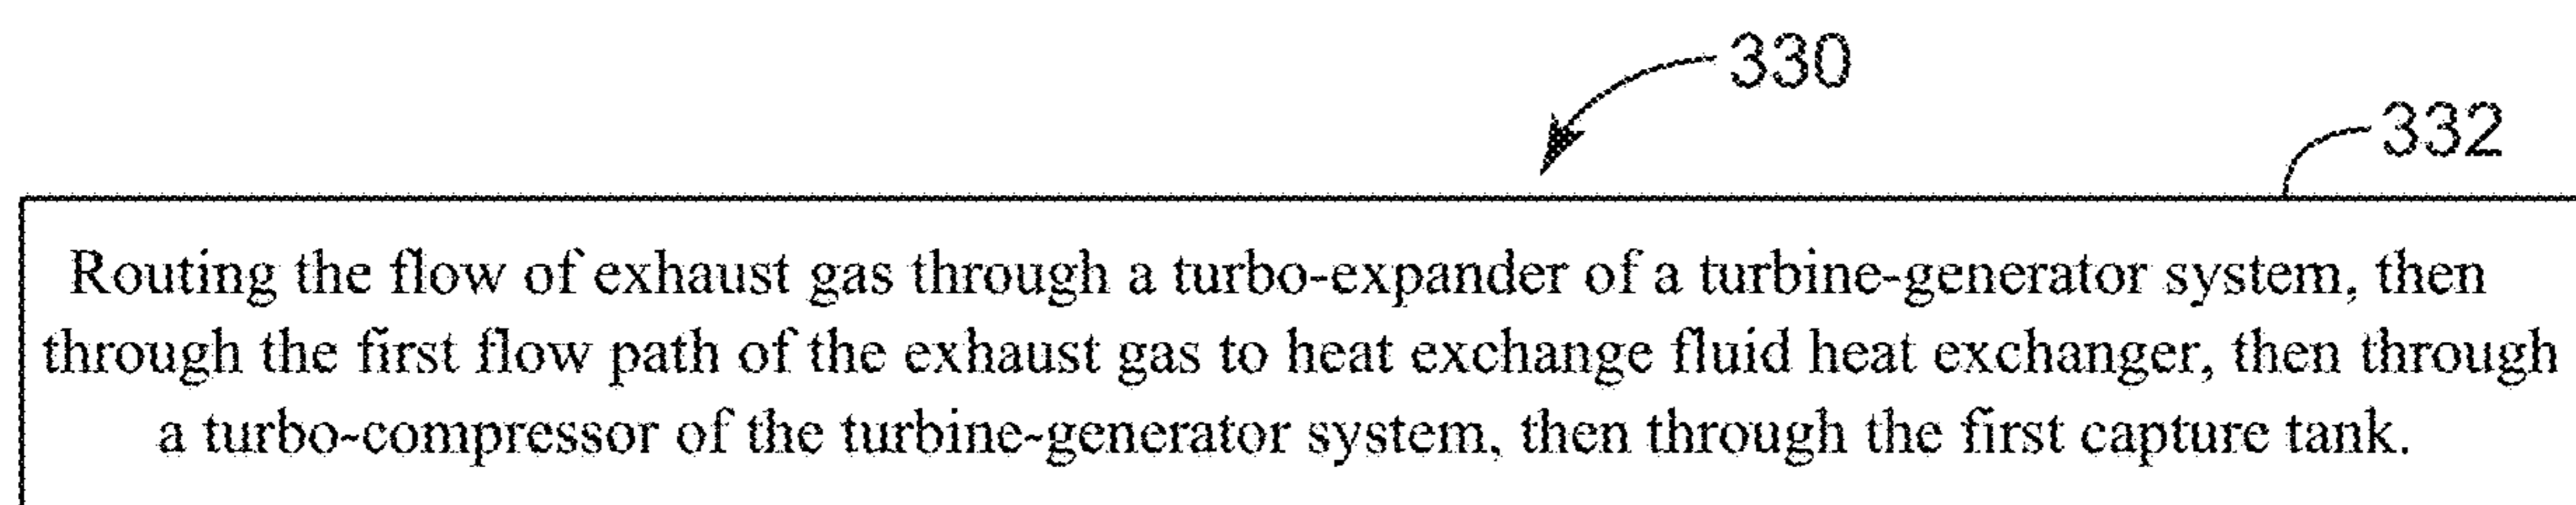 330
332
Routing the flow of exhaust gas through a turbo-expander of a turbine-generator system, then
through the first flow path of the exhaust gas to heat exchange fluid heat exchanger, then through
a turbo-compressor of the turbine-generator system, then through the first capture tank.